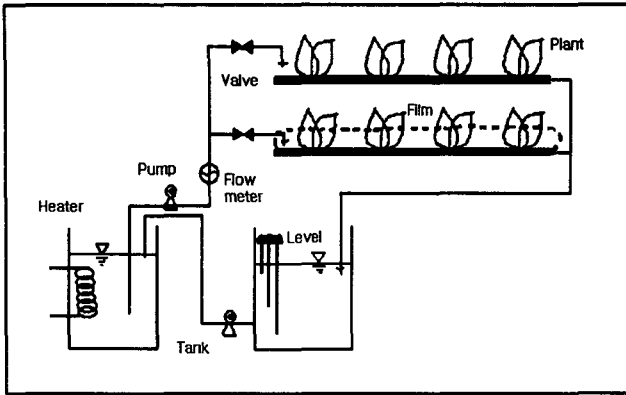 Plant
Valve
Film
Pump
Flow
meter
Heater
Level
Tank